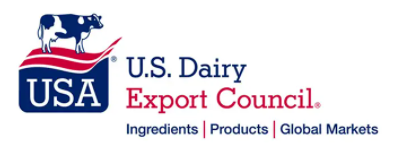 USA®
U.S. Dairy
Export Council®
Ingredients | Products | Global Markets